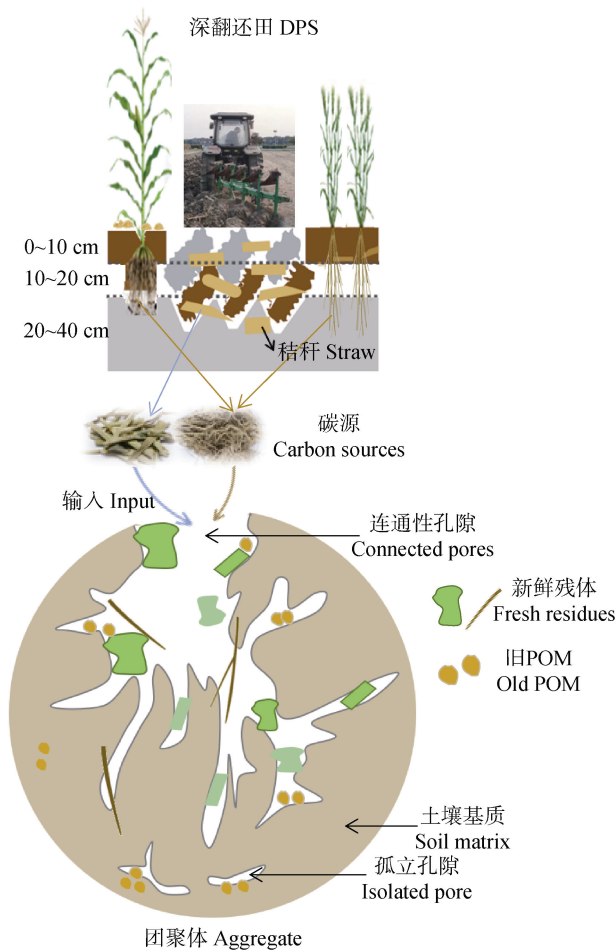 深翻还田 DPS
0~10 cm
10~20 cm
20~40 cm
秸秆 Straw
碳源
Carbon sources
输入 Input
连通性孔隙
Connected pores
新鲜残体
Fresh residues
旧POM
Old POM
土壤基质
Soil matrix
孤立孔隙
Isolated pore
团聚体 Aggregate